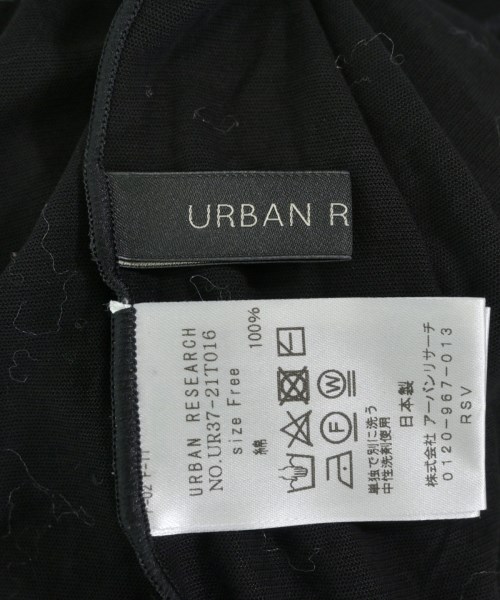 URBAN R
URBAN RESEARCH
NO.UR37-21T016
size Free
綿 100%
単独で別に洗う
中性洗剤使用
日本製
株式会社 アーバンリサーチ
0120-967-013
RSV